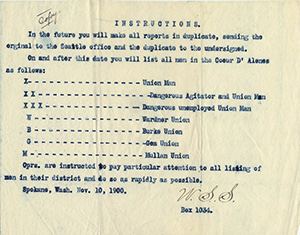 Copy
INSTRUCTIONS.
In the future you will make all reports in duplicate, sending the
orginal to the Seattle office and the duplicate to the undersigned.
On and after this date you will list all men in the Coeur D' Alenes
as follows:
X----------------------Union Man
XX---------------------Dangerous Agitator and Union Man
XXX--------------------Dangerous unemployed Union Man
W----------------------Wardner Union
B----------------------Burke Union
G----------------------Gem Union
M----------------------Mullan Union
Oprs. are instructed to pay particular attention to all listing of
men in their district and do so as rapidly as possible.
Spokane, Wash. Nov. 10, 1900.
W. S. S.
Box 1034.